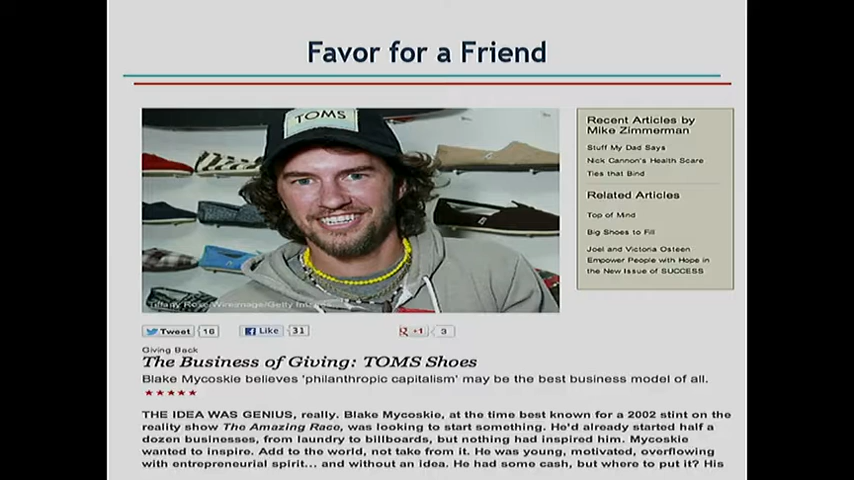 Favor for a Friend
TOMS
Tiffany Rose/WireImage/Getty Images
Recent Articles by
Mike Zimmerman
Stuff My Dad Says
Nick Cannon's Health Scare
Ties that Bind
Related Articles
Top of Mind
Big Shoes to Fill
Joel and Victoria Osteen
Empower People with Hope in
the New Issue of SUCCESS
Tweet 16 Like 31 +1 3
Giving Back
The Business of Giving: TOMS Shoes
Blake Mycoskie believes 'philanthropic capitalism' may be the best business model of all.
THE IDEA WAS GENIUS, really. Blake Mycoskie, at the time best known for a 2002 stint on the
reality show The Amazing Race, was looking to start something. He'd already started half a
dozen businesses, from laundry to billboards, but nothing had inspired him. Mycoskie
wanted to inspire. Add to the world, not take from it. He was young, motivated, overflowing
with entrepreneurial spirit... and without an idea. He had some cash, but where to put it? His